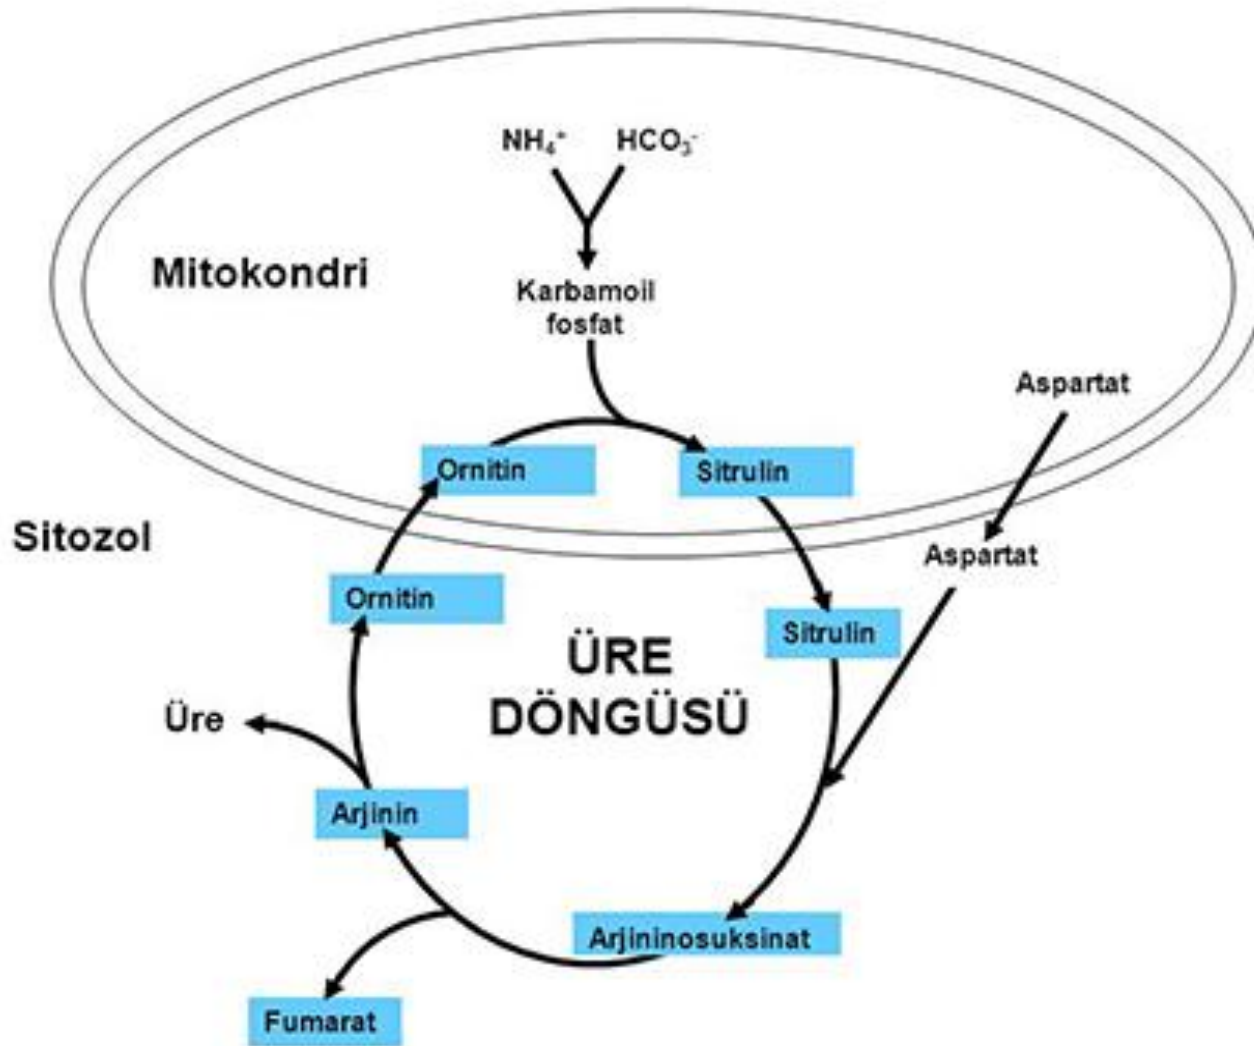 NH₄⁺ HCO₃⁻
Mitokondri
Karbamoil
fosfat
Aspartat
Ornitin
Sitrulin
Sitozol
Aspartat
Ornitin
Sitrulin
ÜRE
DÖNGÜSÜ
Üre
Arjinin
Arjininosuksinat
Fumarat